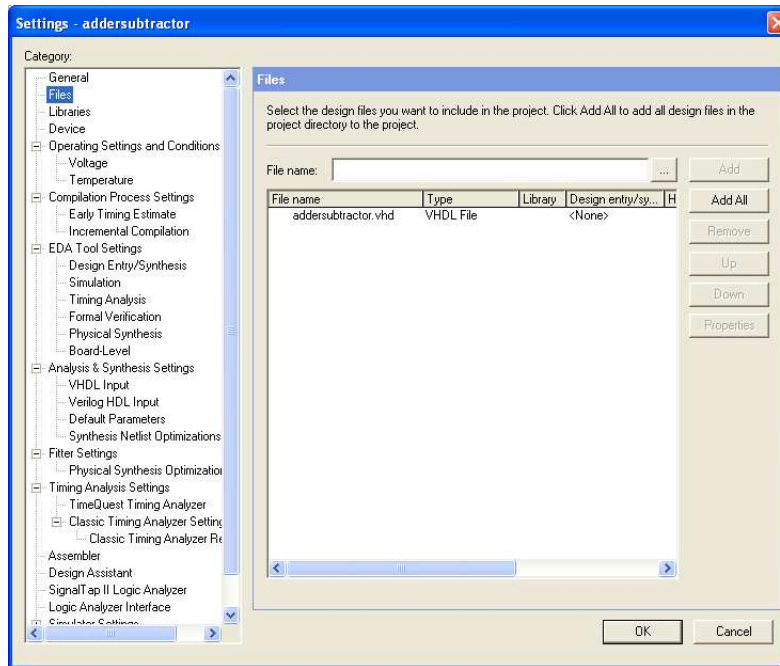 Settings - addersubtractor
Category:
General
Files
Libraries
Device
Operating Settings and Conditions
Voltage
Temperature
Compilation Process Settings
Early Timing Estimate
Incremental Compilation
EDA Tool Settings
Design Entry/Synthesis
Simulation
Timing Analysis
Formal Verification
Physical Synthesis
Board-Level
Analysis & Synthesis Settings
VHDL Input
Verilog HDL Input
Default Parameters
Synthesis Netlist Optimizations
Fitter Settings
Physical Synthesis Optimizatior
Timing Analysis Settings
TimeQuest Timing Analyzer
Classic Timing Analyzer Setting
Classic Timing Analyzer Re
Assembler
Design Assistant
SignalTap II Logic Analyzer
Logic Analyzer Interface
Simulator Settings
Files
Select the design files you want to include in the project. Click Add All to add all design files in the
project directory to the project.
File name: ... Add
File name Type Library Design entry/sy... H Add All
addersubtractor.vhd VHDL File <None>
Remove
Up
Down
Properties
OK Cancel